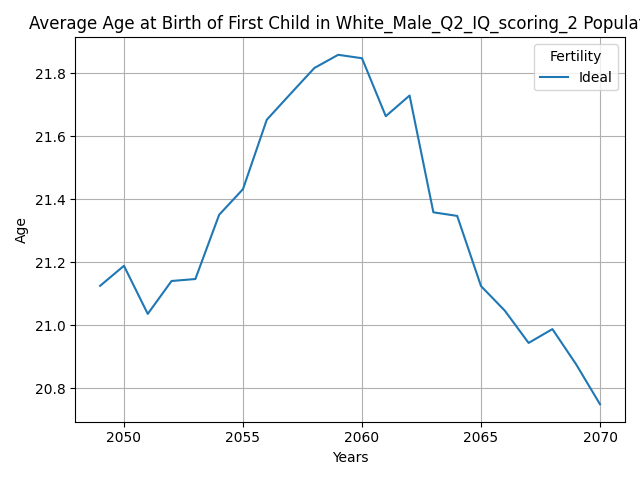 Average Age at Birth of First Child in White_Male_Q2_IQ_scoring_2
Fertility
Ideal
21.8
21.6
21.4
21.2
21.0
20.8
Age
2050 2055 2060 2065 2070
Years